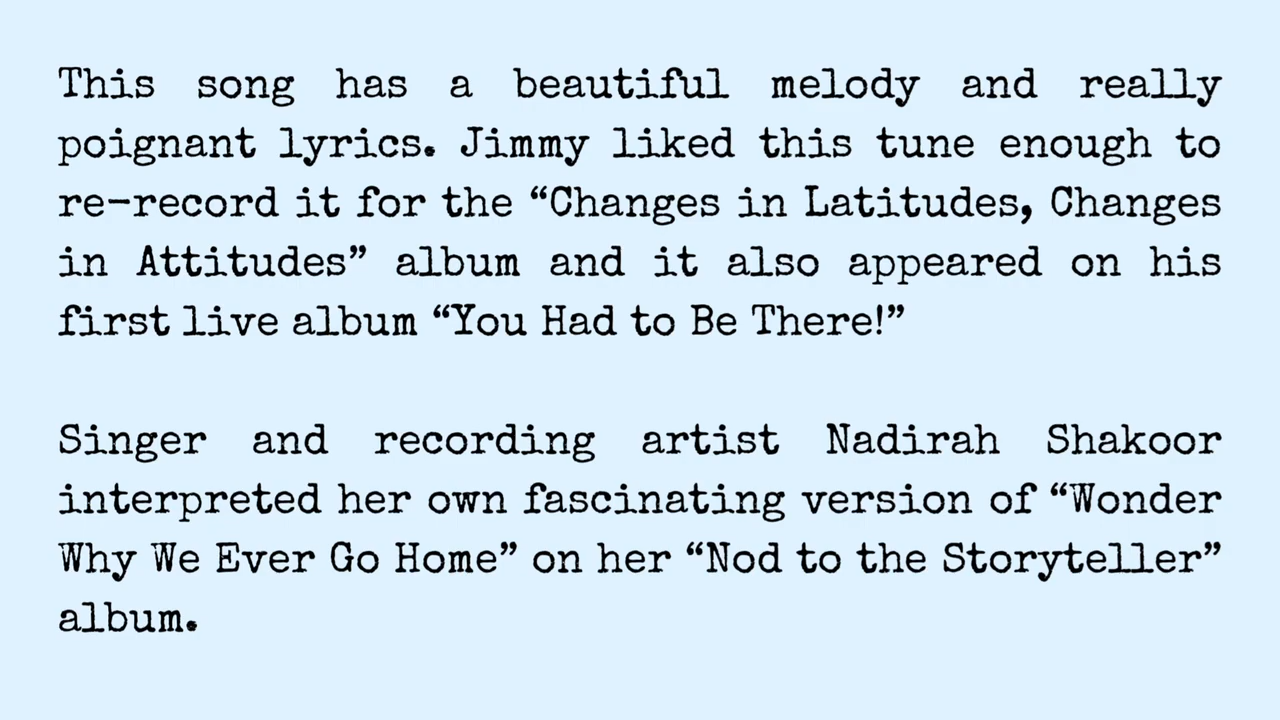 This song has a beautiful melody and really
poignant lyrics. Jimmy liked this tune enough to
re-record it for the “Changes in Latitudes, Changes
in Attitudes” album and it also appeared on his
first live album “You Had to Be There!”
Singer and recording artist Nadirah Shakoor
interpreted her own fascinating version of “Wonder
Why We Ever Go Home” on her “Nod to the Storyteller”
album.